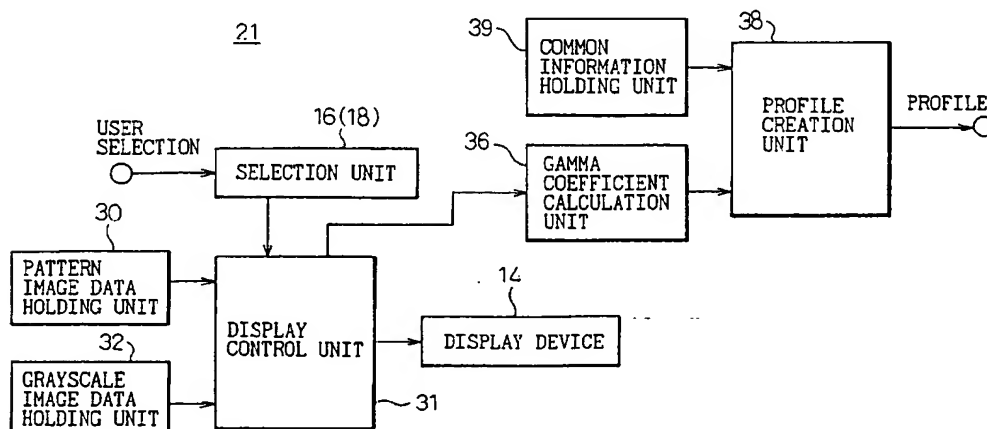 21
39
COMMON
INFORMATION
HOLDING UNIT
38
PROFILE
CREATION
UNIT
PROFILE
USER
SELECTION
16(18)
SELECTION UNIT
36
GAMMA
COEFFICIENT
CALCULATION
UNIT
30
PATTERN
IMAGE DATA
HOLDING UNIT
DISPLAY
CONTROL UNIT
31
14
DISPLAY DEVICE
32
GRAYSCALE
IMAGE DATA
HOLDING UNIT